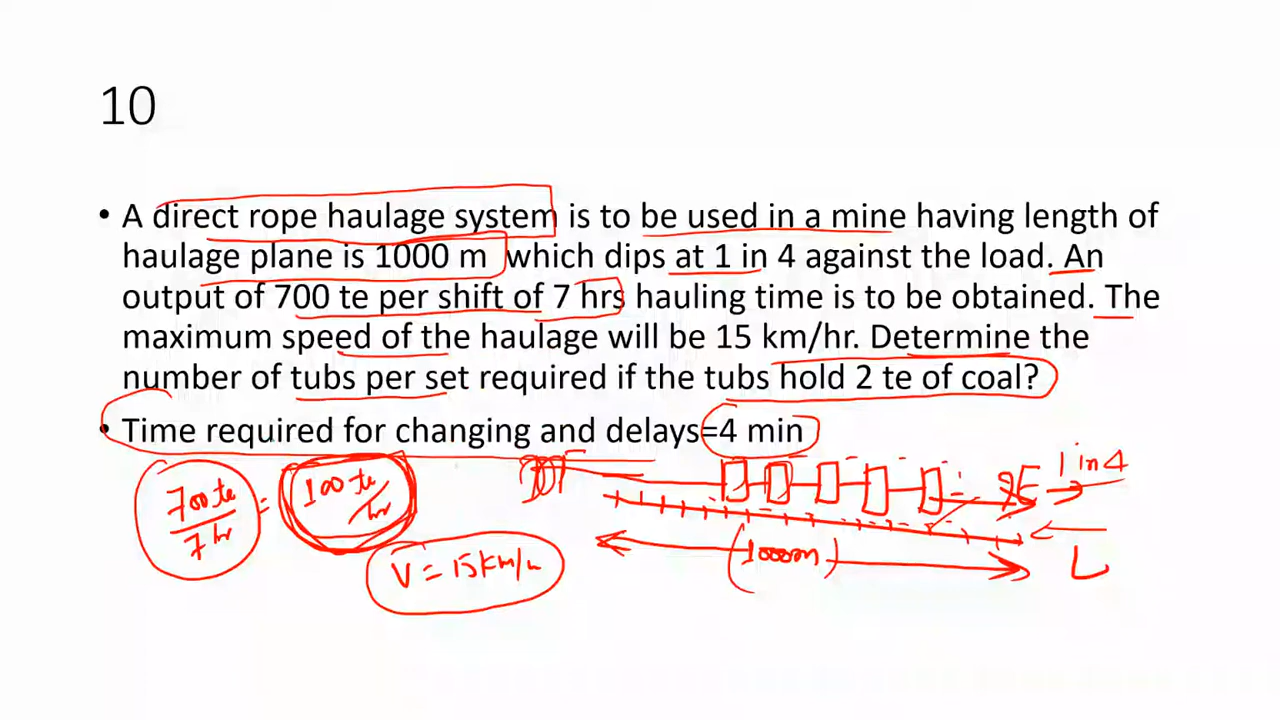 10
• A direct rope haulage system is to be used in a mine having length of
haulage plane is 1000 m which dips at 1 in 4 against the load. An
output of 700 te per shift of 7 hrs hauling time is to be obtained. The
maximum speed of the haulage will be 15 km/hr. Determine the
number of tubs per set required if the tubs hold 2 te of coal?
• Time required for changing and delays=4 min
1 in 4
700 te / 7 hr = 100 te/hr
1000m
L
V = 15 km/h